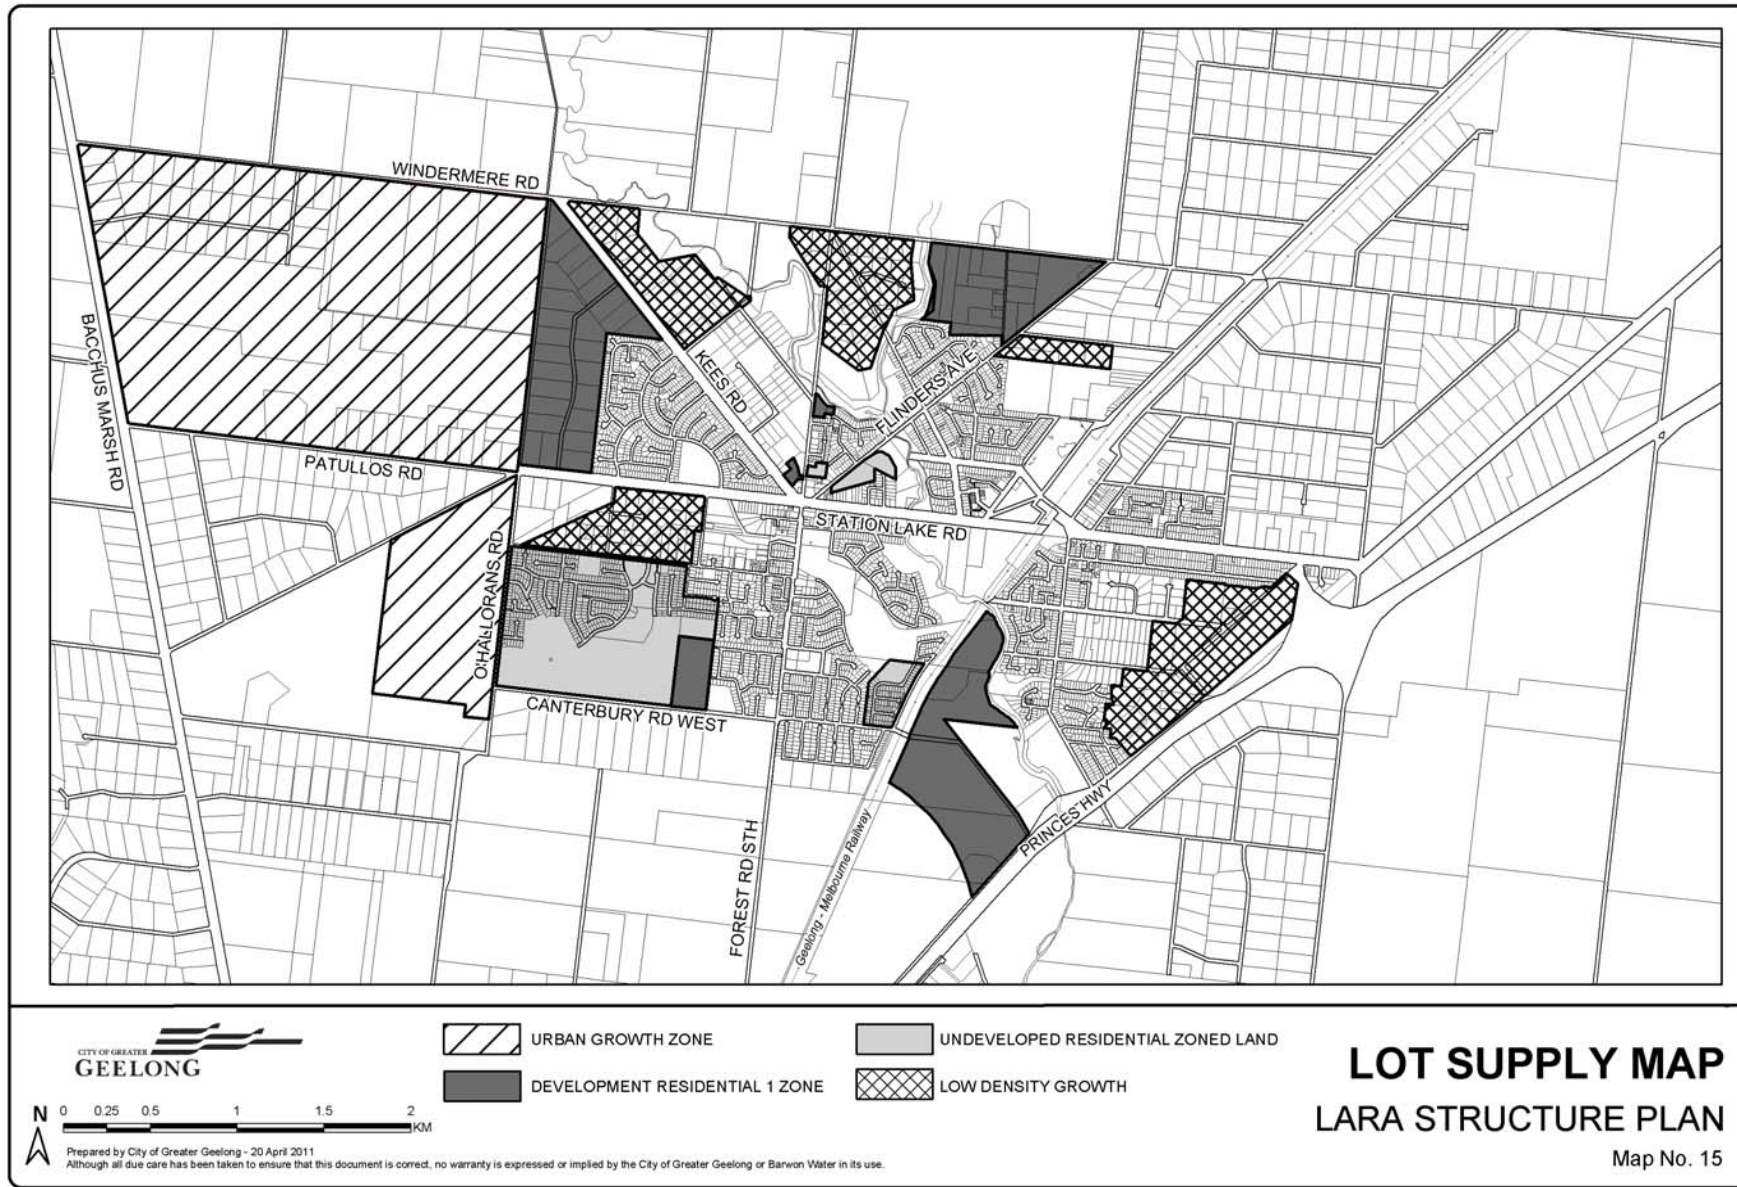 WINDERMERE RD
BACCHUS MARSH RD
KEES RD
FLINDERS AVE
PATULLOS RD
STATION LAKE RD
O'HALLORANS RD
CANTERBURY RD WEST
PRINCES HWY
FOREST RD STH
Geelong - Melbourne Railway
CITY OF GREATER
GEELONG
URBAN GROWTH ZONE
UNDEVELOPED RESIDENTIAL ZONED LAND
DEVELOPMENT RESIDENTIAL 1 ZONE
LOW DENSITY GROWTH
LOT SUPPLY MAP
LARA STRUCTURE PLAN
Map No. 15
N
0 0.25 0.5 1 1.5 2
KM
Prepared by City of Greater Geelong - 20 April 2011
Although all due care has been taken to ensure that this document is correct, no warranty is expressed or implied by the City of Greater Geelong or Barwon Water in its use.